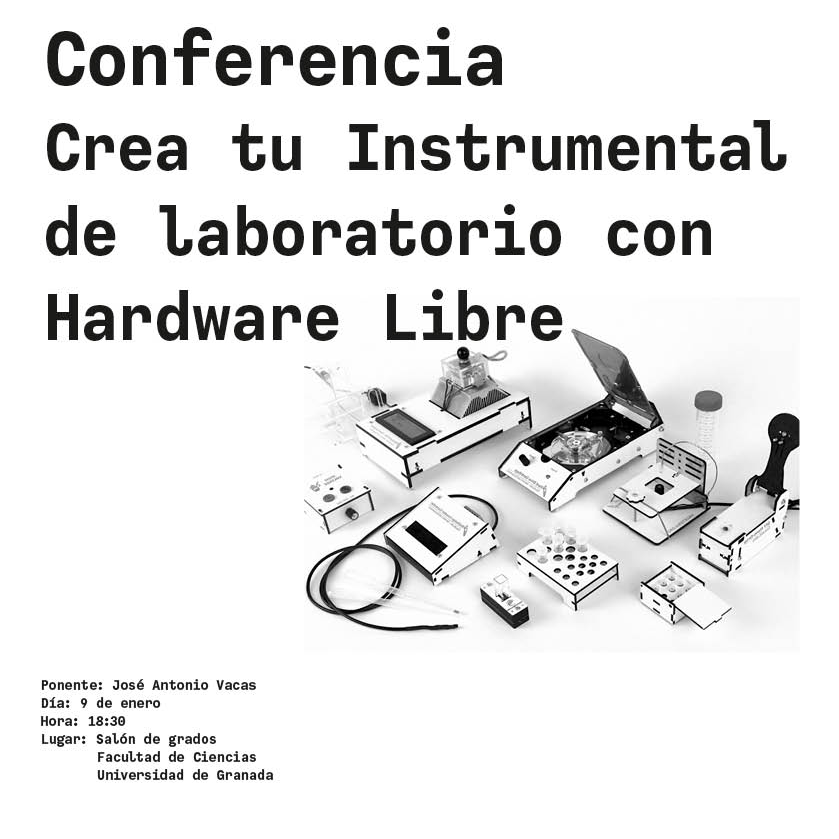 Conferencia
Crea tu Instrumental
de laboratorio con
Hardware Libre
Ponente: José Antonio Vacas
Día: 9 de enero
Hora: 18:30
Lugar: Salón de grados
Facultad de Ciencias
Universidad de Granada